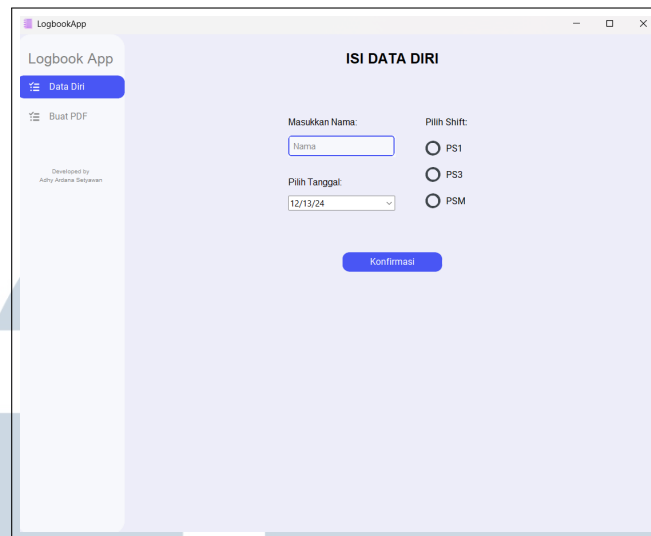 LogbookApp
Logbook App
Data Diri
Buat PDF
Developed by
Adhy Ardana Setyawan
ISI DATA DIRI
Masukkan Nama:
Nama
Pilih Tanggal:
12/13/24
Pilih Shift:
PS1
PS3
PSM
Konfirmasi